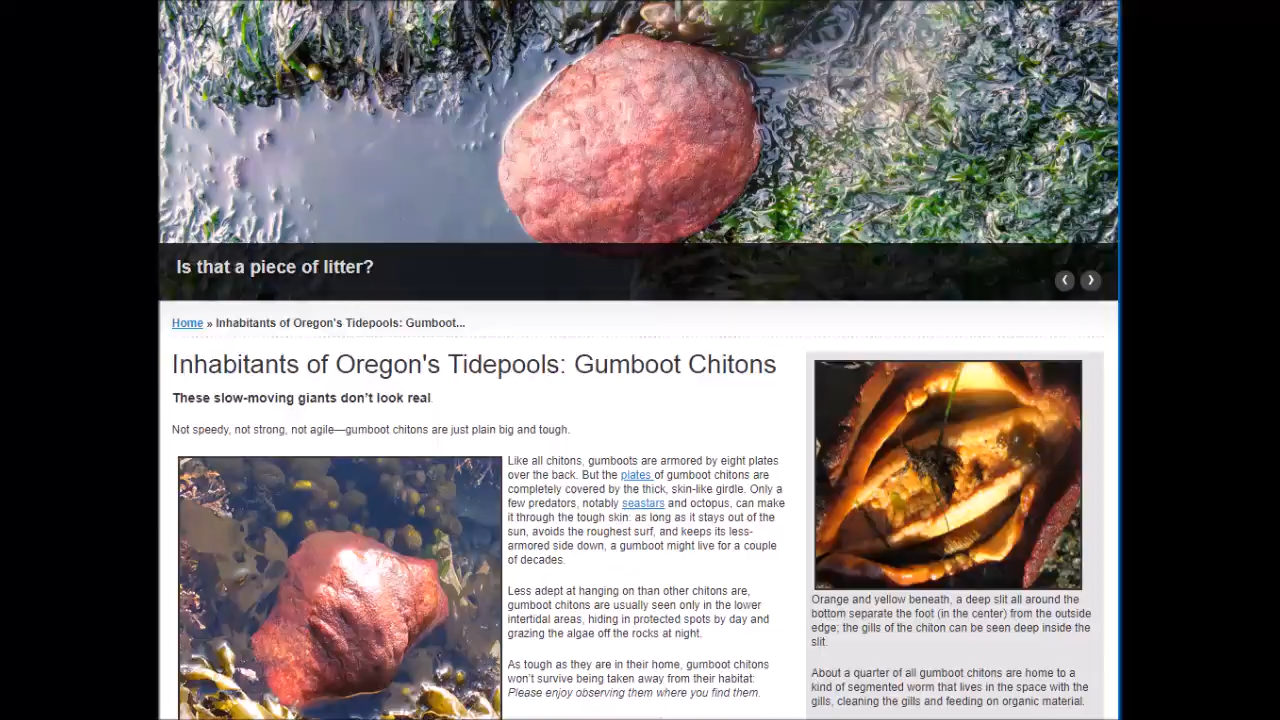 Is that a piece of litter?
Home » Inhabitants of Oregon's Tidepools: Gumboot...
Inhabitants of Oregon's Tidepools: Gumboot Chitons
These slow-moving giants don’t look real.
Not speedy, not strong, not agile—gumboot chitons are just plain big and tough.
Like all chitons, gumboots are armored by eight plates
over the back. But the plates of gumboot chitons are
completely covered by the thick, skin-like girdle. Only a
few predators, notably seastars and octopus, can make
it through the tough skin: as long as it stays out of the
sun, avoids the roughest surf, and keeps its less-
armored side down, a gumboot might live for a couple
of decades.
Less adept at hanging on than other chitons are,
gumboot chitons are usually seen only in the lower
intertidal areas, hiding in protected spots by day and
grazing the algae off the rocks at night.
As tough as they are in their home, gumboot chitons
won’t survive being taken away from their habitat:
Please enjoy observing them where you find them.
Orange and yellow beneath, a deep slit all around the
bottom separate the foot (in the center) from the outside
edge; the gills of the chiton can be seen deep inside the
slit.
About a quarter of all gumboot chitons are home to a
kind of segmented worm that lives in the space with the
gills, cleaning the gills and feeding on organic material.